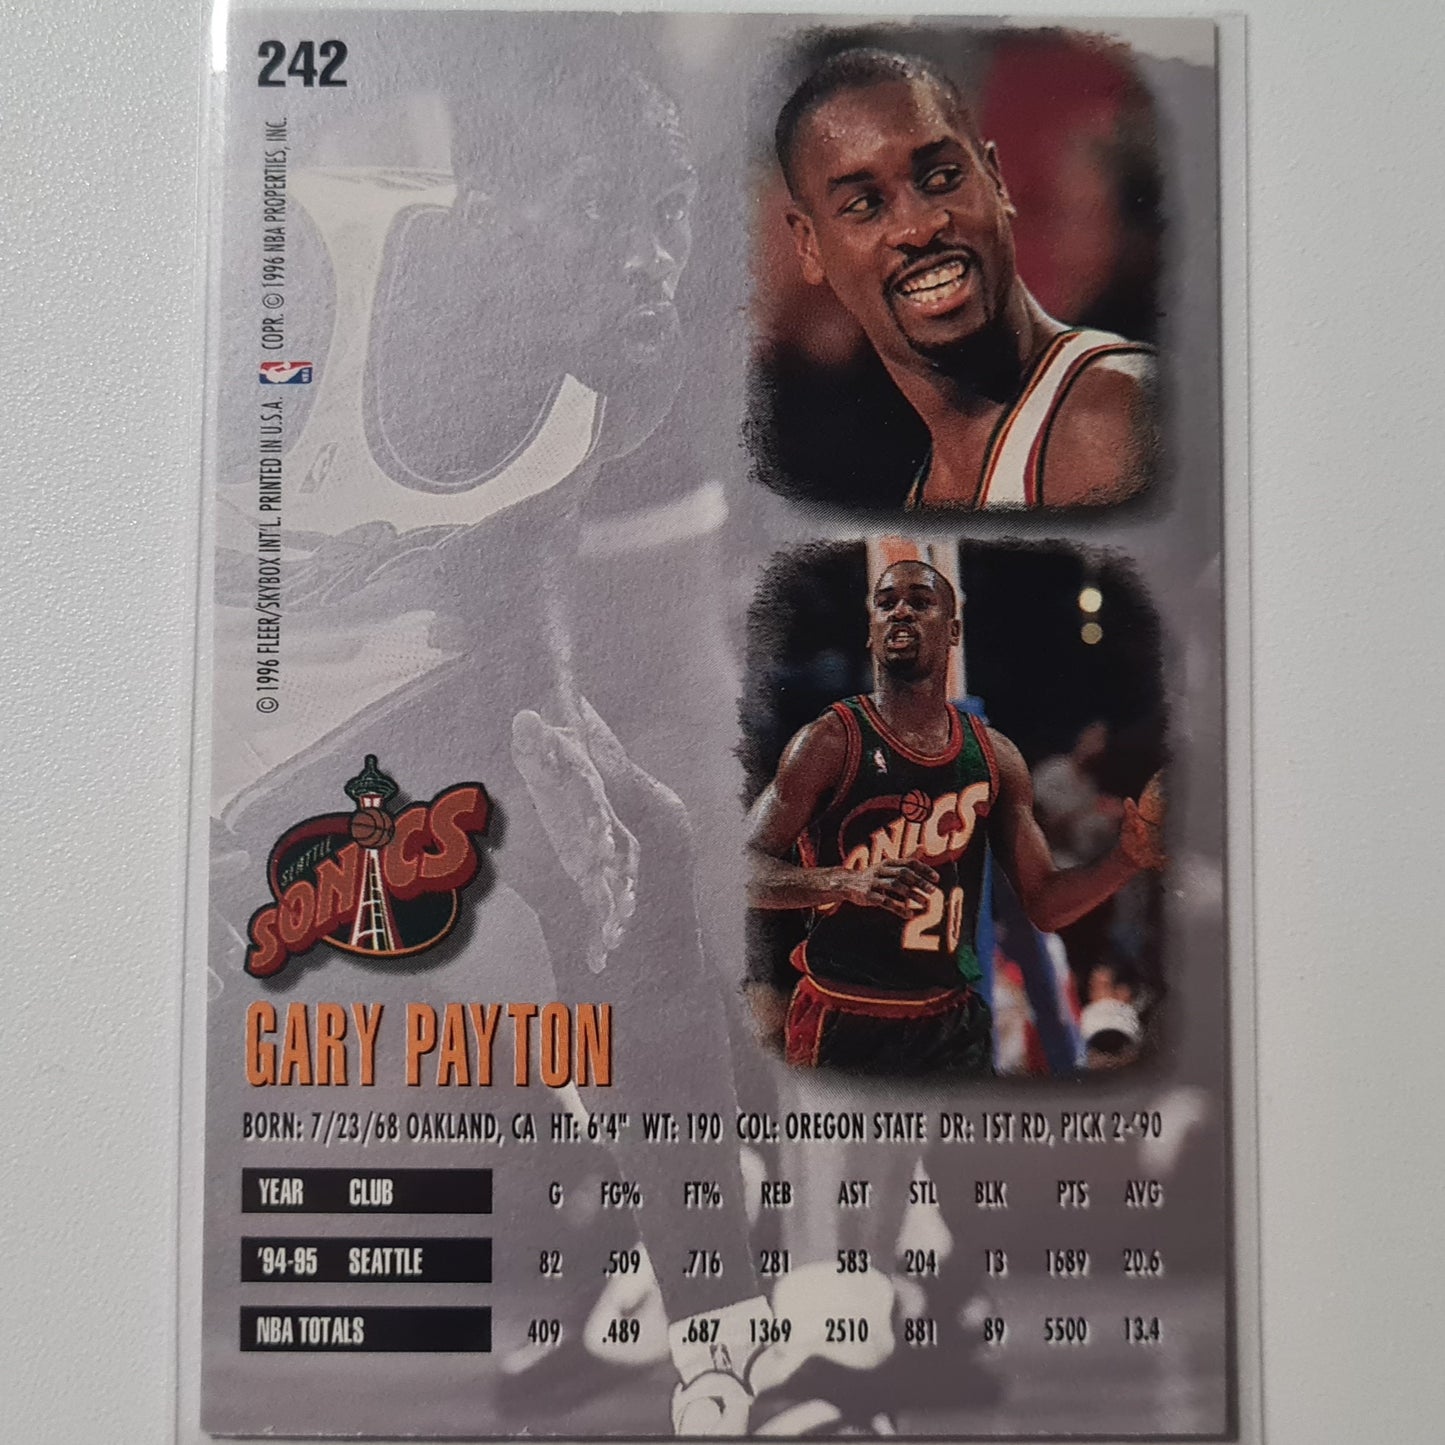 242
© 1996 FLEER/SKYBOX INT'L. PRINTED IN U.S.A. NBA COPR. © 1996 NBA PROPERTIES, INC.
SONICS
20
SEATTLE
SONICS
GARY PAYTON
BORN: 7/23/68 OAKLAND, CA HT: 6'4" WT: 190 COL: OREGON STATE DR: 1ST RD, PICK 2-'90
YEAR CLUB G FG% FT% REB AST STL BLK PTS AVG
'94-95 SEATTLE 82 .509 .716 281 583 204 13 1689 20.6
NBA TOTALS 409 .489 .687 1369 2510 881 89 5500 13.4